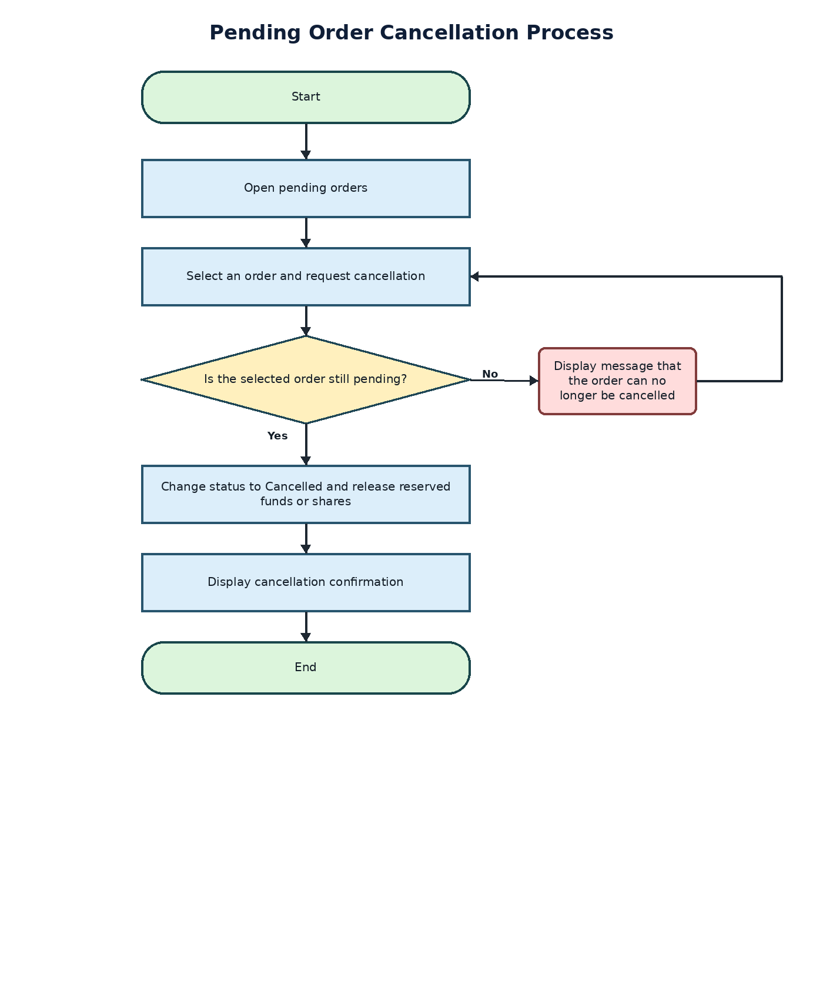 Pending Order Cancellation Process
Start
Open pending orders
Select an order and request cancellation
Is the selected order still pending?
No
Display message that
the order can no
longer be cancelled
Yes
Change status to Cancelled and release reserved
funds or shares
Display cancellation confirmation
End